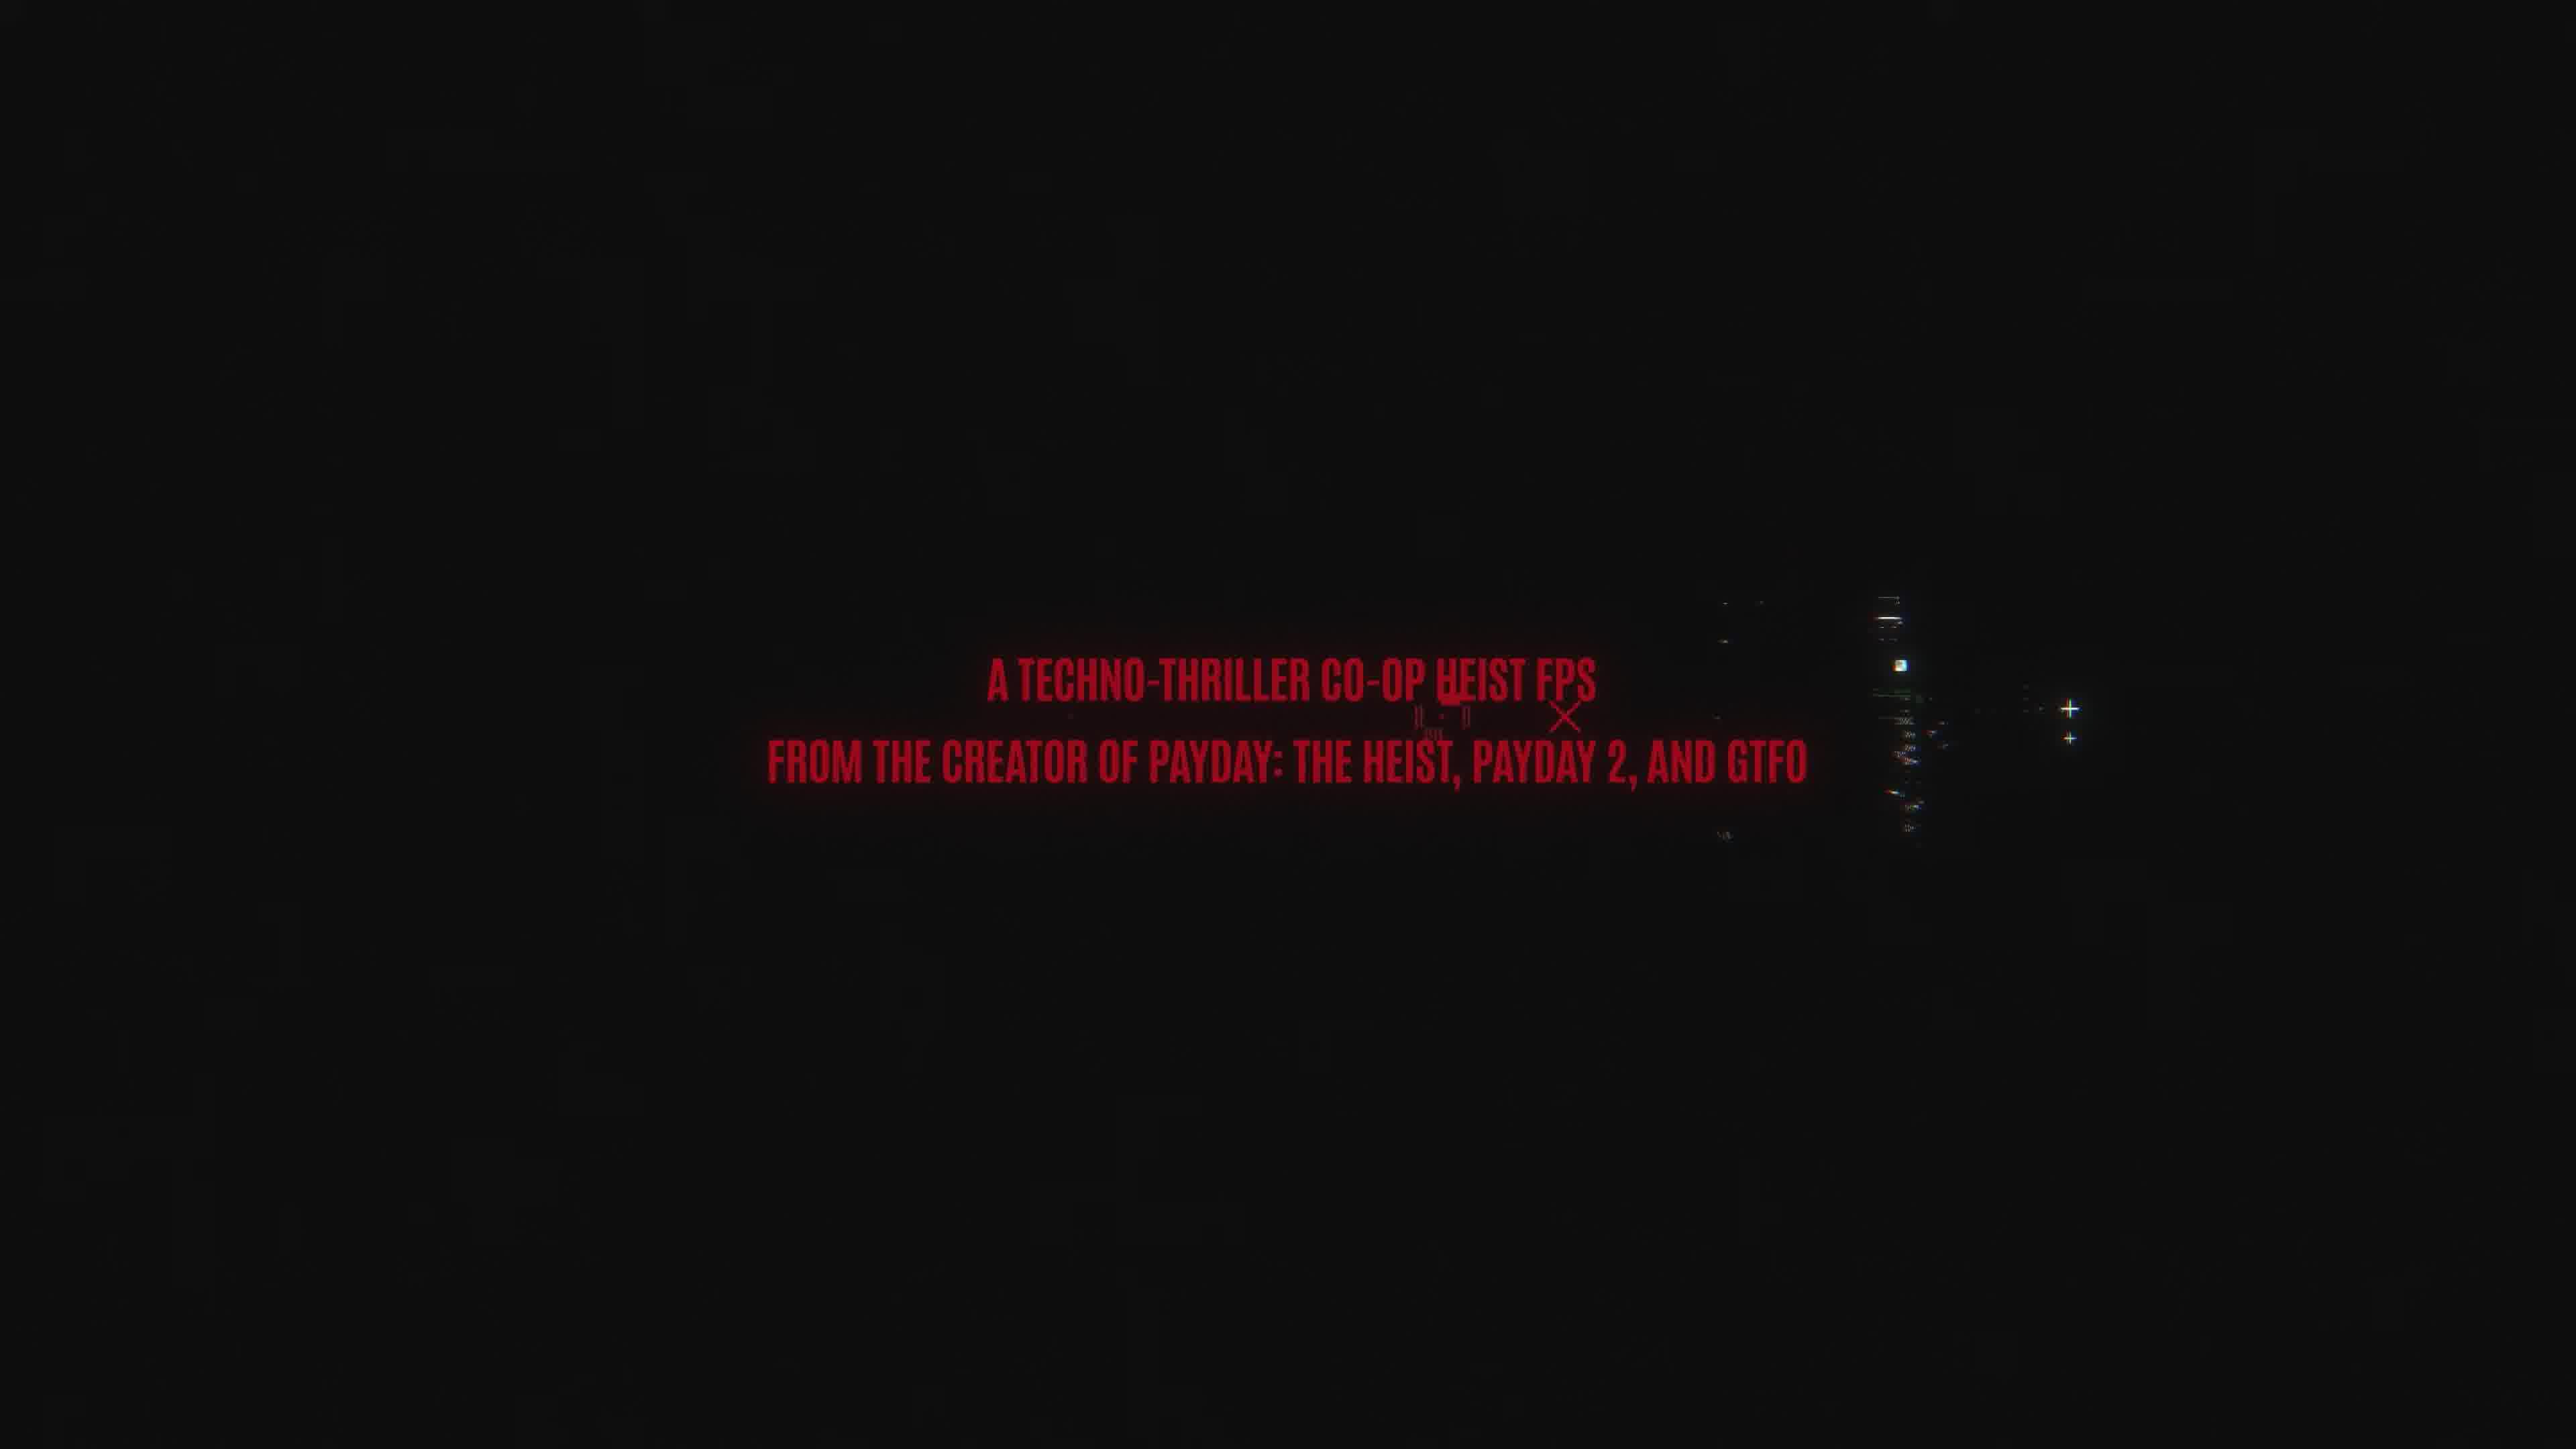 A TECHNO-THRILLER CO-OP HEIST FPS
FROM THE CREATOR OF PAYDAY: THE HEIST, PAYDAY 2, AND GTFO